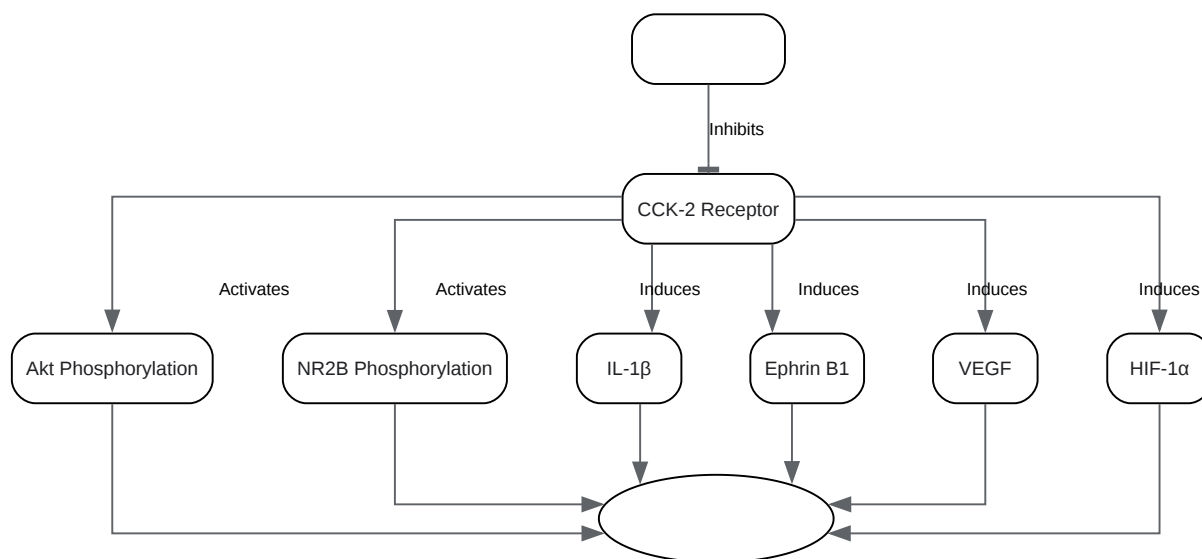 Inhibits
CCK-2 Receptor
Activates
Activates
Induces
Induces
Induces
Induces
Akt Phosphorylation
NR2B Phosphorylation
IL-1β
Ephrin B1
VEGF
HIF-1α